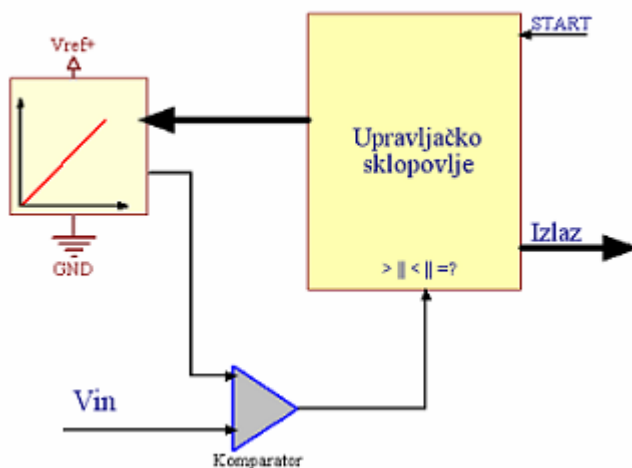 Vref+
START
Upravljačko
sklopovlje
Izlaz
GND
> || < || =?
Vin
Komparator